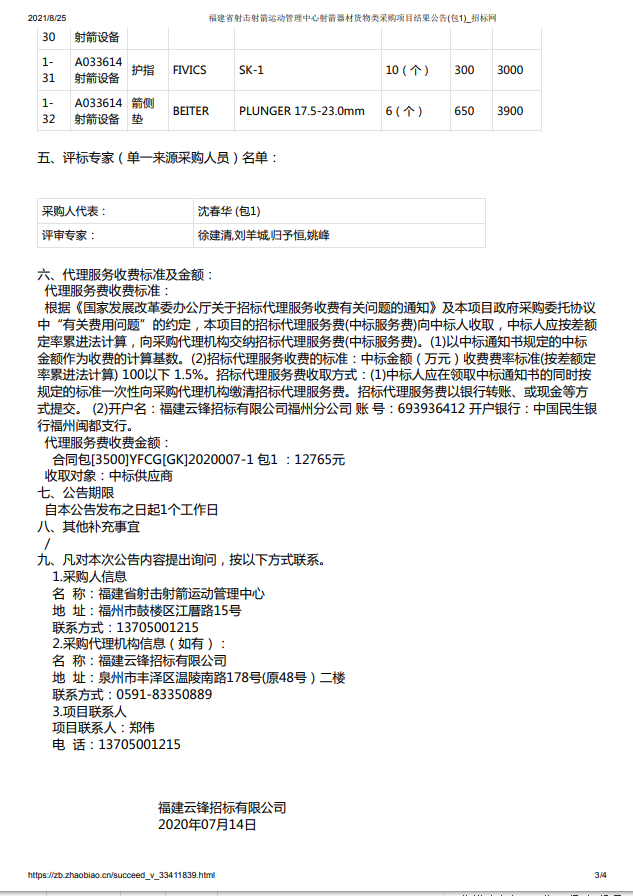 2021/8/25 福建省射击射箭运动管理中心射箭器材货物类采购项目结果公告(包1)_招标网
30 射箭设备
1-31 A033614射箭设备 护指 FIVICS SK-1 10（个） 300 3000
1-32 A033614射箭设备 箭侧垫 BEITER PLUNGER 17.5-23.0mm 6（个） 650 3900
五、评标专家（单一来源采购人员）名单：
采购人代表： 沈春华 (包1)
评审专家： 徐建清,刘羊城,归予恒,姚峰
六、代理服务收费标准及金额：
代理服务费收费标准：
根据《国家发展改革委办公厅关于招标代理服务收费有关问题的通知》及本项目政府采购委托协议
中“有关费用问题”的约定，本项目的招标代理服务费(中标服务费)向中标人收取，中标人应按差额
定率累进法计算，向采购代理机构交纳招标代理服务费(中标服务费)。(1)以中标通知书规定的中标
金额作为收费的计算基数。(2)招标代理服务收费的标准：中标金额（万元）收费费率标准(按差额定
率累进法计算) 100以下 1.5%。招标代理服务费收取方式：(1)中标人应在领取中标通知书的同时按
规定的标准一次性向采购代理机构缴清招标代理服务费。招标代理服务费以银行转账、或现金等方
式提交。 (2)开户名：福建云锋招标有限公司福州分公司 账 号：693936412 开户银行：中国民生银
行福州闽都支行。
代理服务费收费金额：
合同包[3500]YFCG[GK]2020007-1 包1 ：12765元
收取对象：中标供应商
七、公告期限
自本公告发布之日起1个工作日
八、其他补充事宜
/
九、凡对本次公告内容提出询问，按以下方式联系。
1.采购人信息
名 称：福建省射击射箭运动管理中心
地 址：福州市鼓楼区江厝路15号
联系方式：13705001215
2.采购代理机构信息（如有）：
名 称：福建云锋招标有限公司
地 址：泉州市丰泽区温陵南路178号(原48号）二楼
联系方式：0591-83350889
3.项目联系人
项目联系人：郑伟
电 话：13705001215
福建云锋招标有限公司
2020年07月14日
https://zb.zhaobiao.cn/succeed_v_33411839.html 3/4